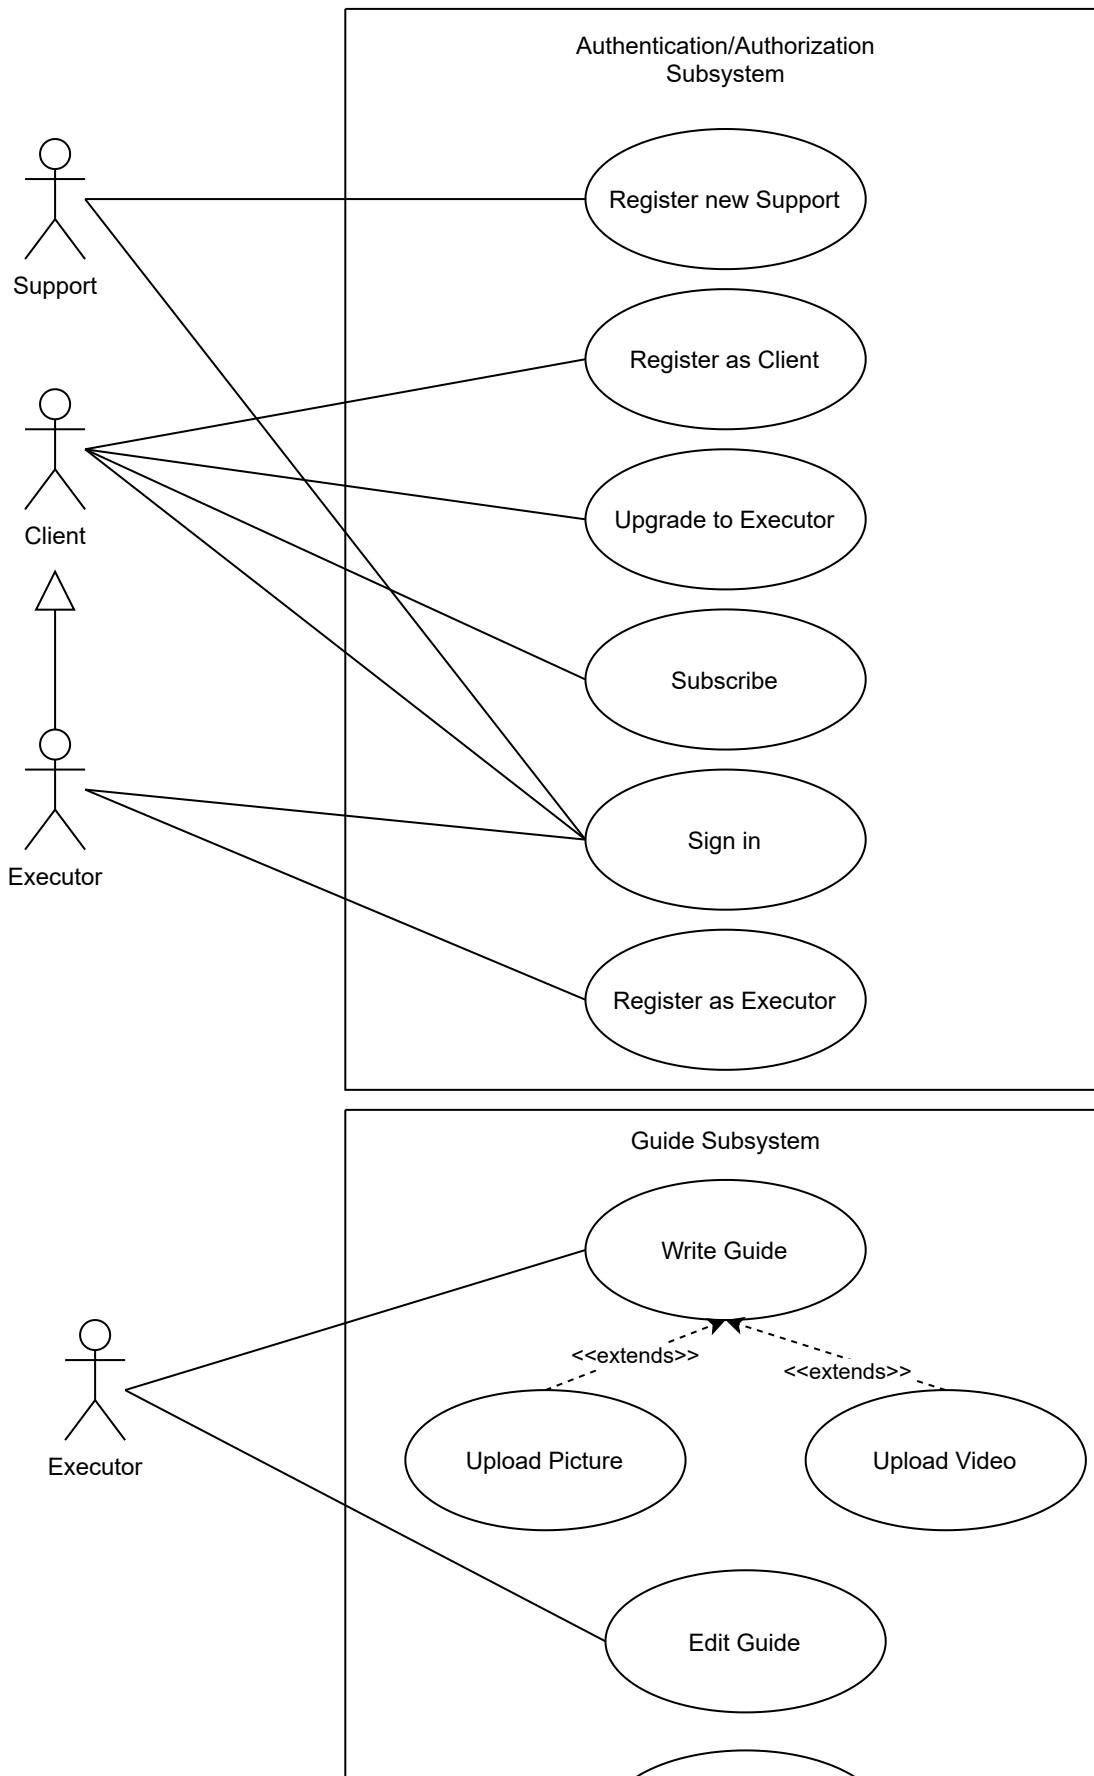 Authentication/Authorization
Subsystem
Register new Support
Support
Register as Client
Client
Upgrade to Executor
Subscribe
Sign in
Executor
Register as Executor
Guide Subsystem
Write Guide
<<extends>>
<<extends>>
Executor
Upload Picture
Upload Video
Edit Guide